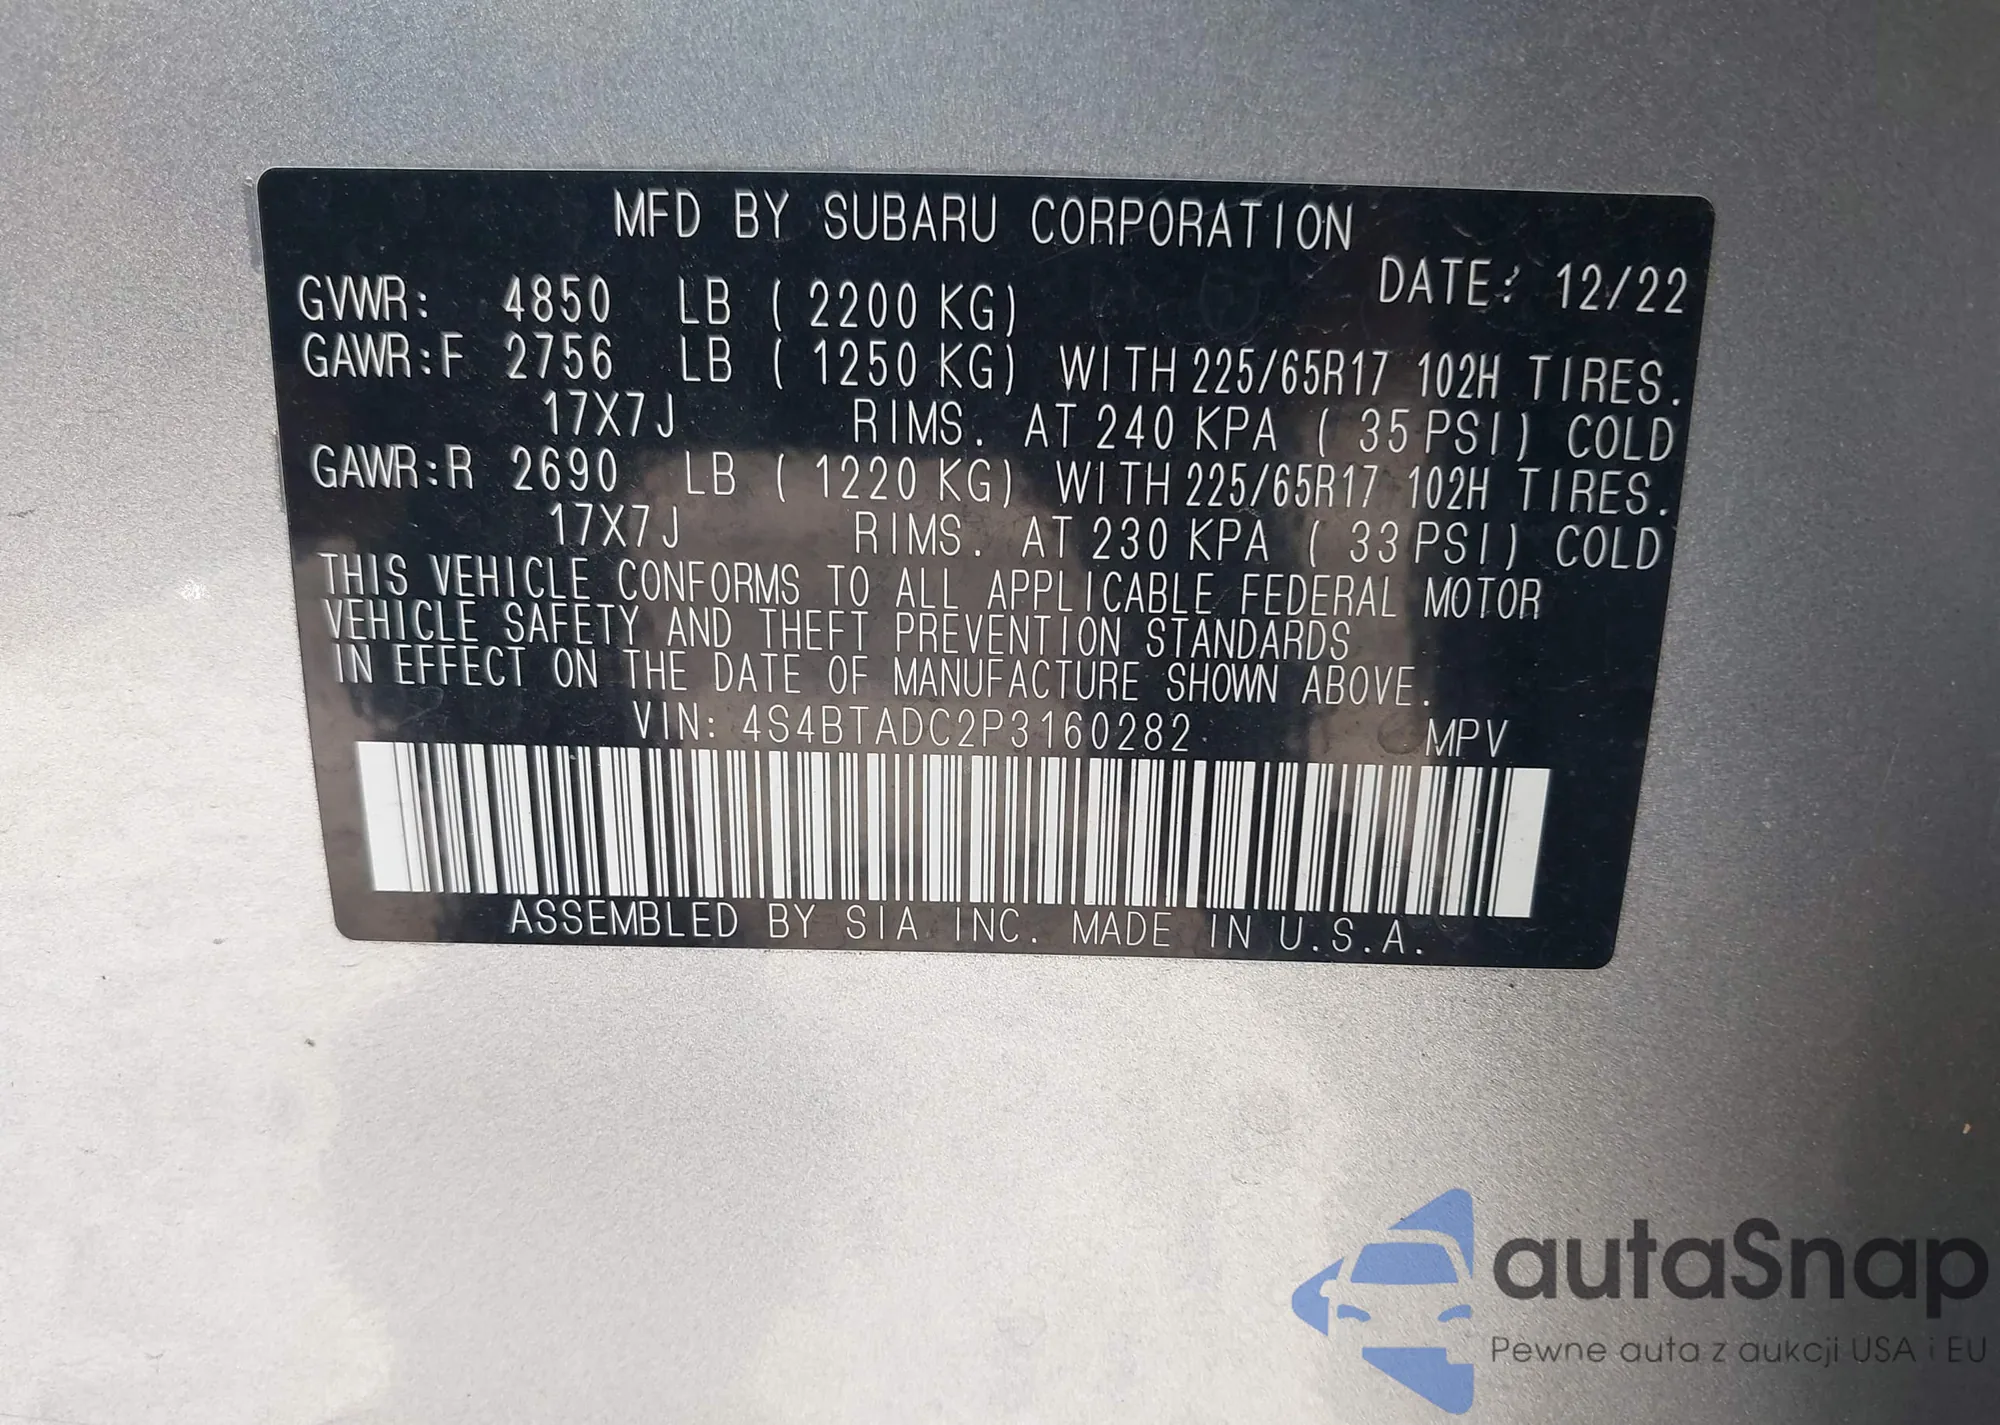 MFD BY SUBARU CORPORATION
DATE: 12/22
GVWR: 4850 LB ( 2200 KG)
GAWR:F 2756 LB ( 1250 KG) WITH 225/65R17 102H TIRES.
17X7J RIMS. AT 240 KPA ( 35 PSI) COLD
GAWR:R 2690 LB ( 1220 KG) WITH 225/65R17 102H TIRES.
17X7J RIMS. AT 230 KPA ( 33 PSI) COLD
THIS VEHICLE CONFORMS TO ALL APPLICABLE FEDERAL MOTOR
VEHICLE SAFETY AND THEFT PREVENTION STANDARDS
IN EFFECT ON THE DATE OF MANUFACTURE SHOWN ABOVE.
VIN: 4S4BTADC2P3160282 MPV
ASSEMBLED BY SIA INC. MADE IN U.S.A.
autaSnap
Pewne auta z aukcji USA i EU